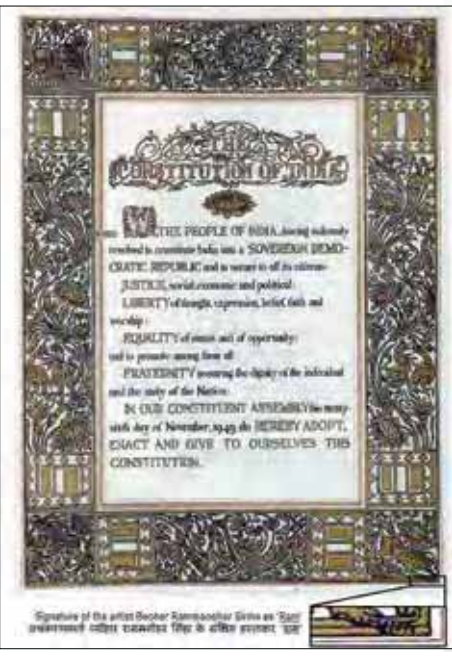 THE
CONSTITUTION OF INDIA
WE, THE PEOPLE OF INDIA, having solemnly
resolved to constitute India into a SOVEREIGN DEMO-
CRATIC REPUBLIC and to secure to all its citizens:
JUSTICE, social, economic and political;
LIBERTY of thought, expression, belief, faith and
worship;
EQUALITY of status and of opportunity;
and to promote among them all
FRATERNITY assuring the dignity of the individual
and the unity of the Nation;
IN OUR CONSTITUENT ASSEMBLY this twenty-
sixth day of November, 1949, do HEREBY ADOPT,
ENACT AND GIVE TO OURSELVES THIS
CONSTITUTION.
Signature of the artist Beohar Rammanohar Sinha as 'Ram'
ब्योहार राममनोहर सिंहा के हस्ताक्षर 'राम'